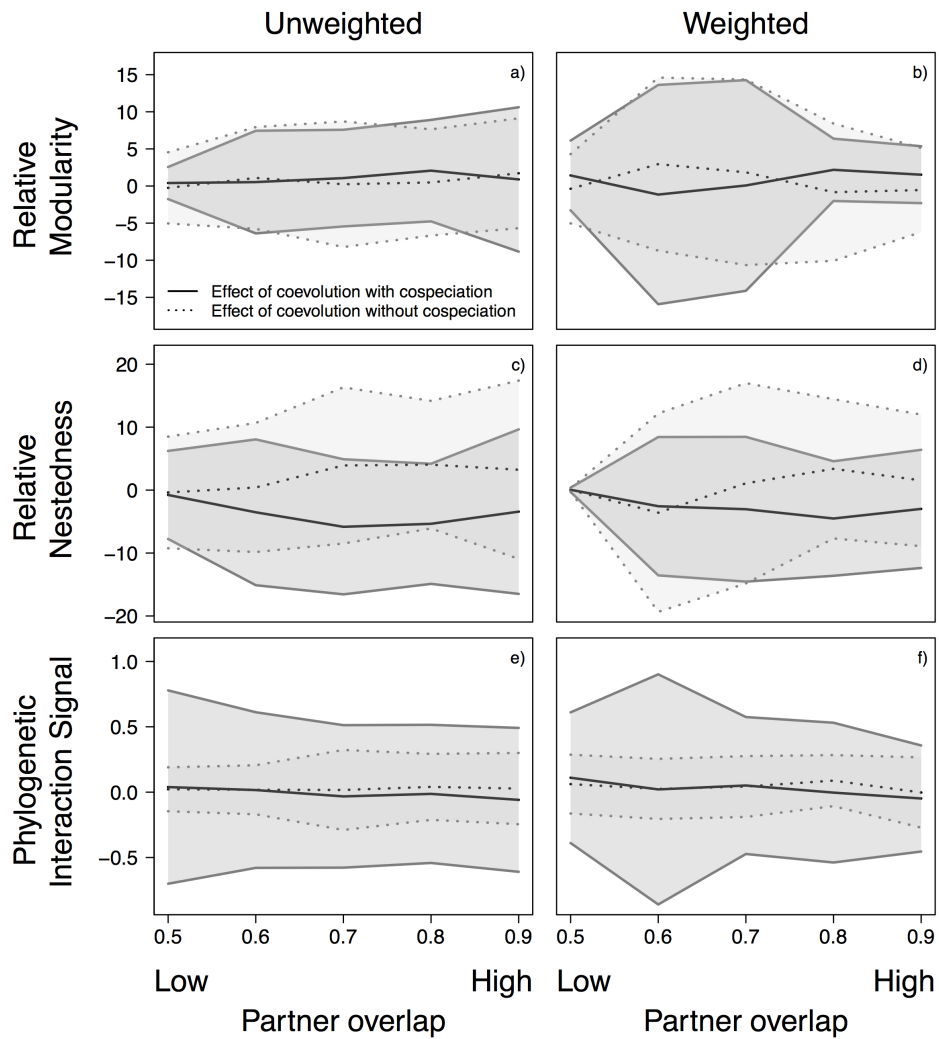 Unweighted
Weighted
Relative
Modularity
15
10
5
0
−5
−10
−15
a)
Effect of coevolution with cospeciation
Effect of coevolution without cospeciation
b)
Relative
Nestedness
20
10
0
−10
−20
c)
d)
Phylogenetic
Interaction Signal
1.0
0.5
0.0
−0.5
e)
f)
0.5 0.6 0.7 0.8 0.9
0.5 0.6 0.7 0.8 0.9
Low High
Low High
Partner overlap
Partner overlap